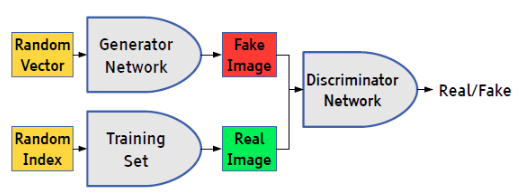 Random
Vector
Generator
Network
Fake
Image
Discriminator
Network
Real/Fake
Random
Index
Training
Set
Real
Image